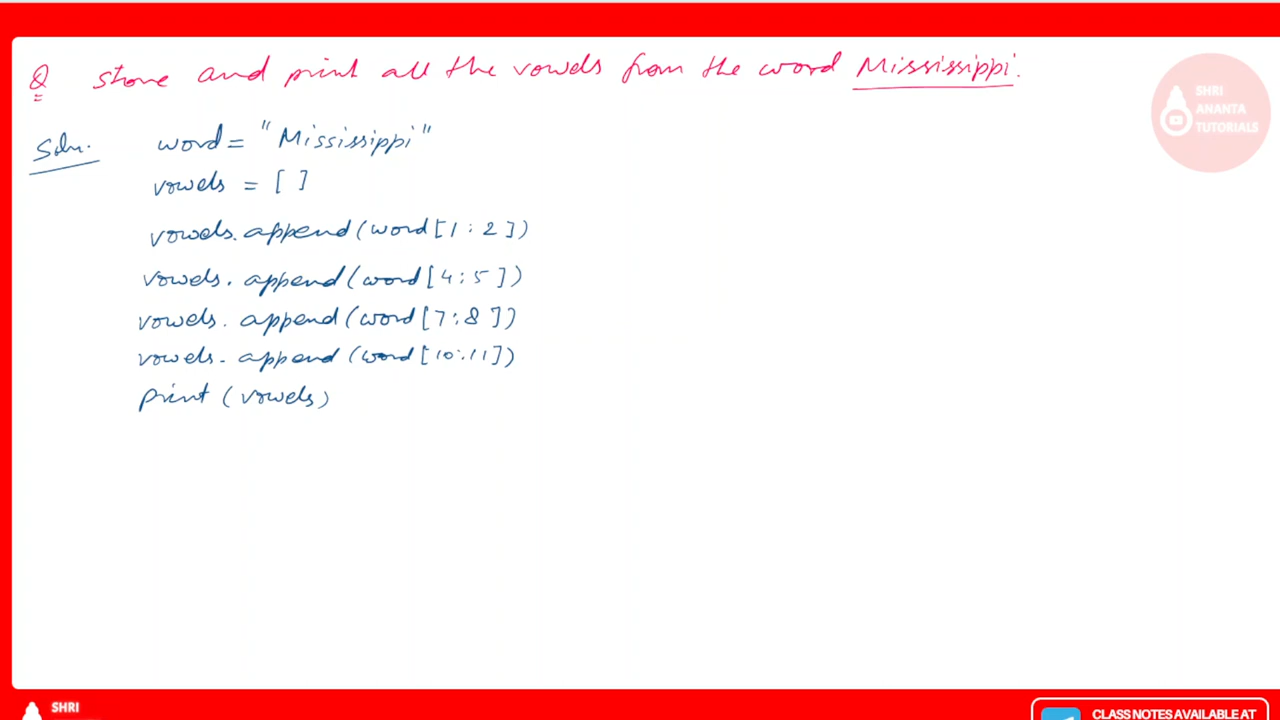 Q store and print all the vowels from the word Mississippi.
SHRI
ANANTA
TUTORIALS
Soln. word = "Mississippi"
vowels = [ ]
vowels.append(word[1:2])
vowels.append(word[4:5])
vowels.append(word[7:8])
vowels.append(word[10:11])
print(vowels)
SHRI
CLASS NOTES AVAILABLE AT